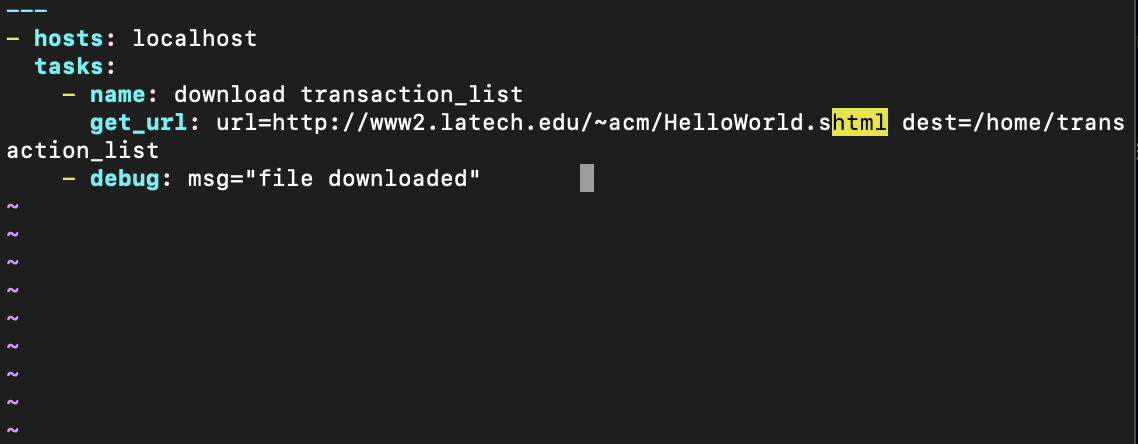 ---
- hosts: localhost
  tasks:
    - name: download transaction_list
      get_url: url=http://www2.latech.edu/~acm/HelloWorld.shtml dest=/home/trans
action_list
    - debug: msg="file downloaded"
~
~
~
~
~
~
~
~
~